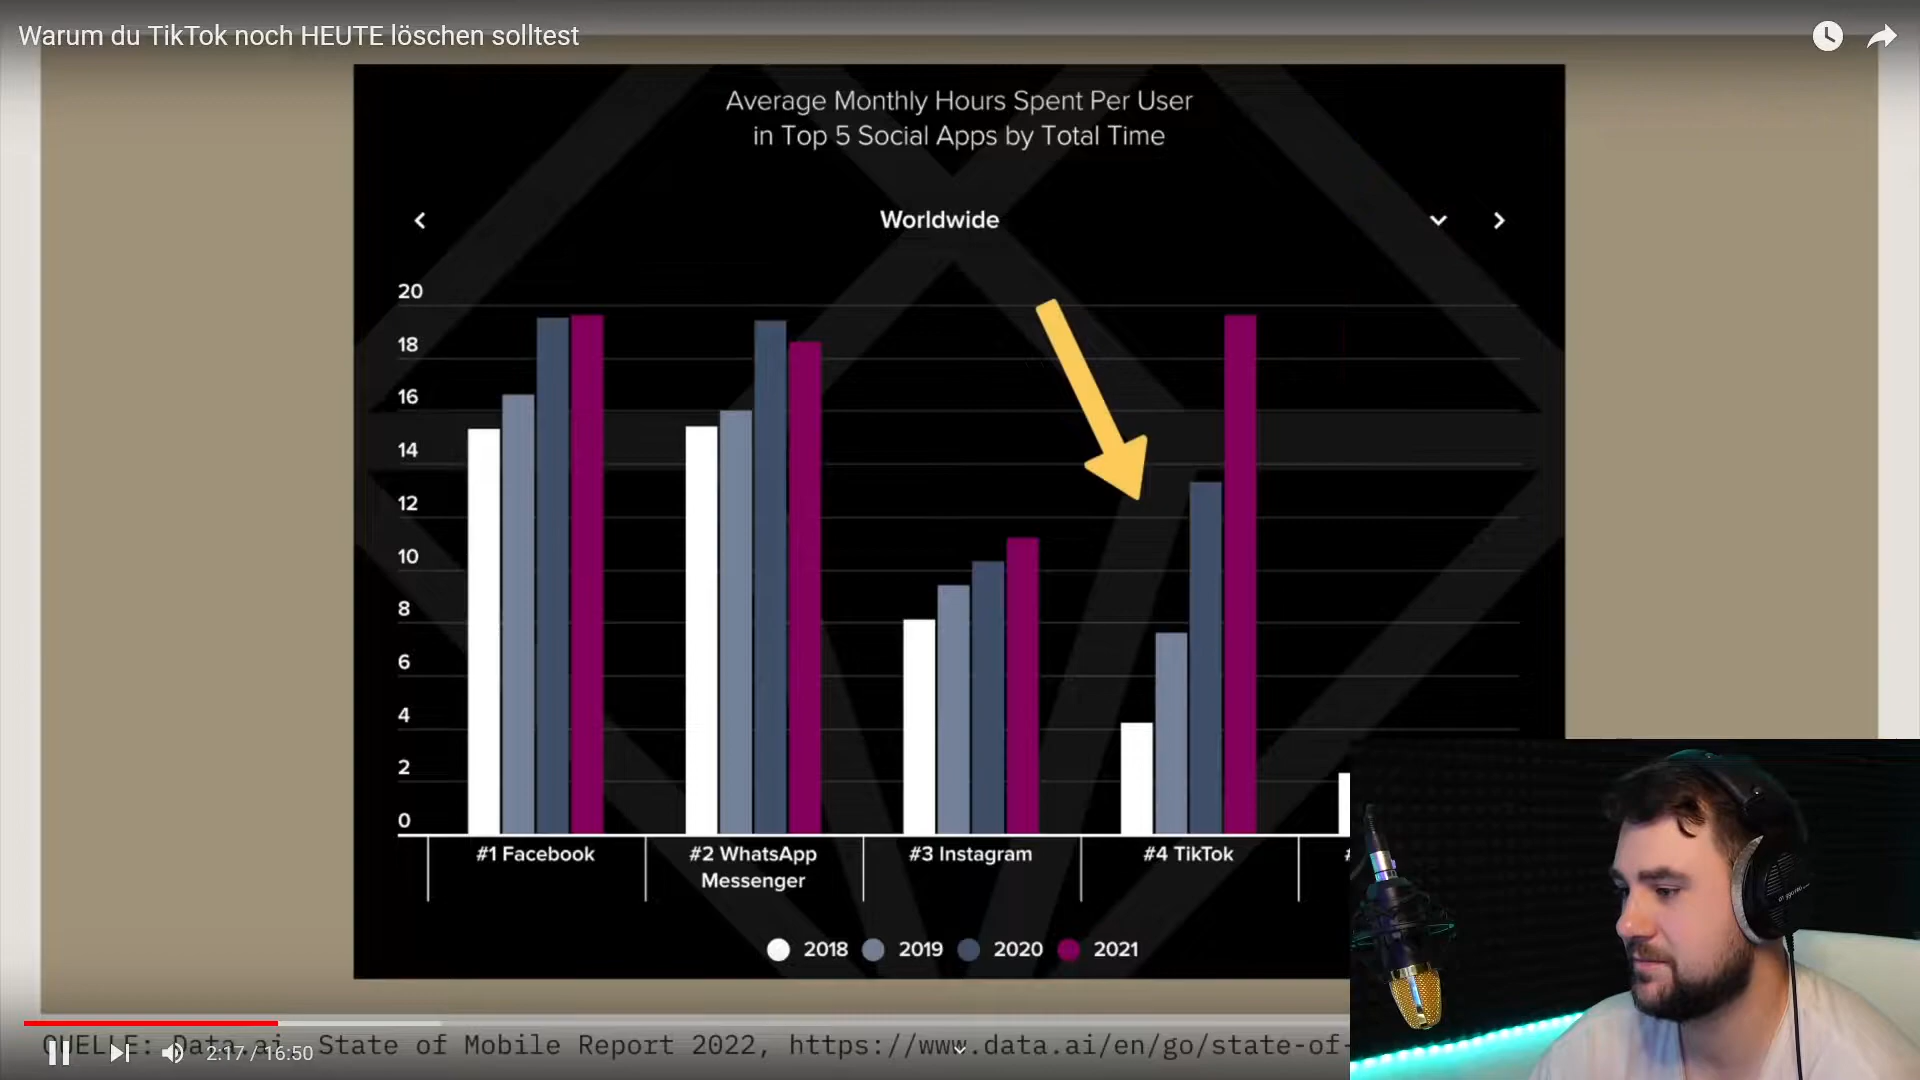 Warum du TikTok noch HEUTE löschen solltest
Average Monthly Hours Spent Per User
in Top 5 Social Apps by Total Time
Worldwide
20
18
16
14
12
10
8
6
4
2
0
#1 Facebook
#2 WhatsApp
Messenger
#3 Instagram
#4 TikTok
2018
2019
2020
2021
QUELLE: Data.ai State of Mobile Report 2022, https://www.data.ai/en/go/state-of-
2:17 / 16:50